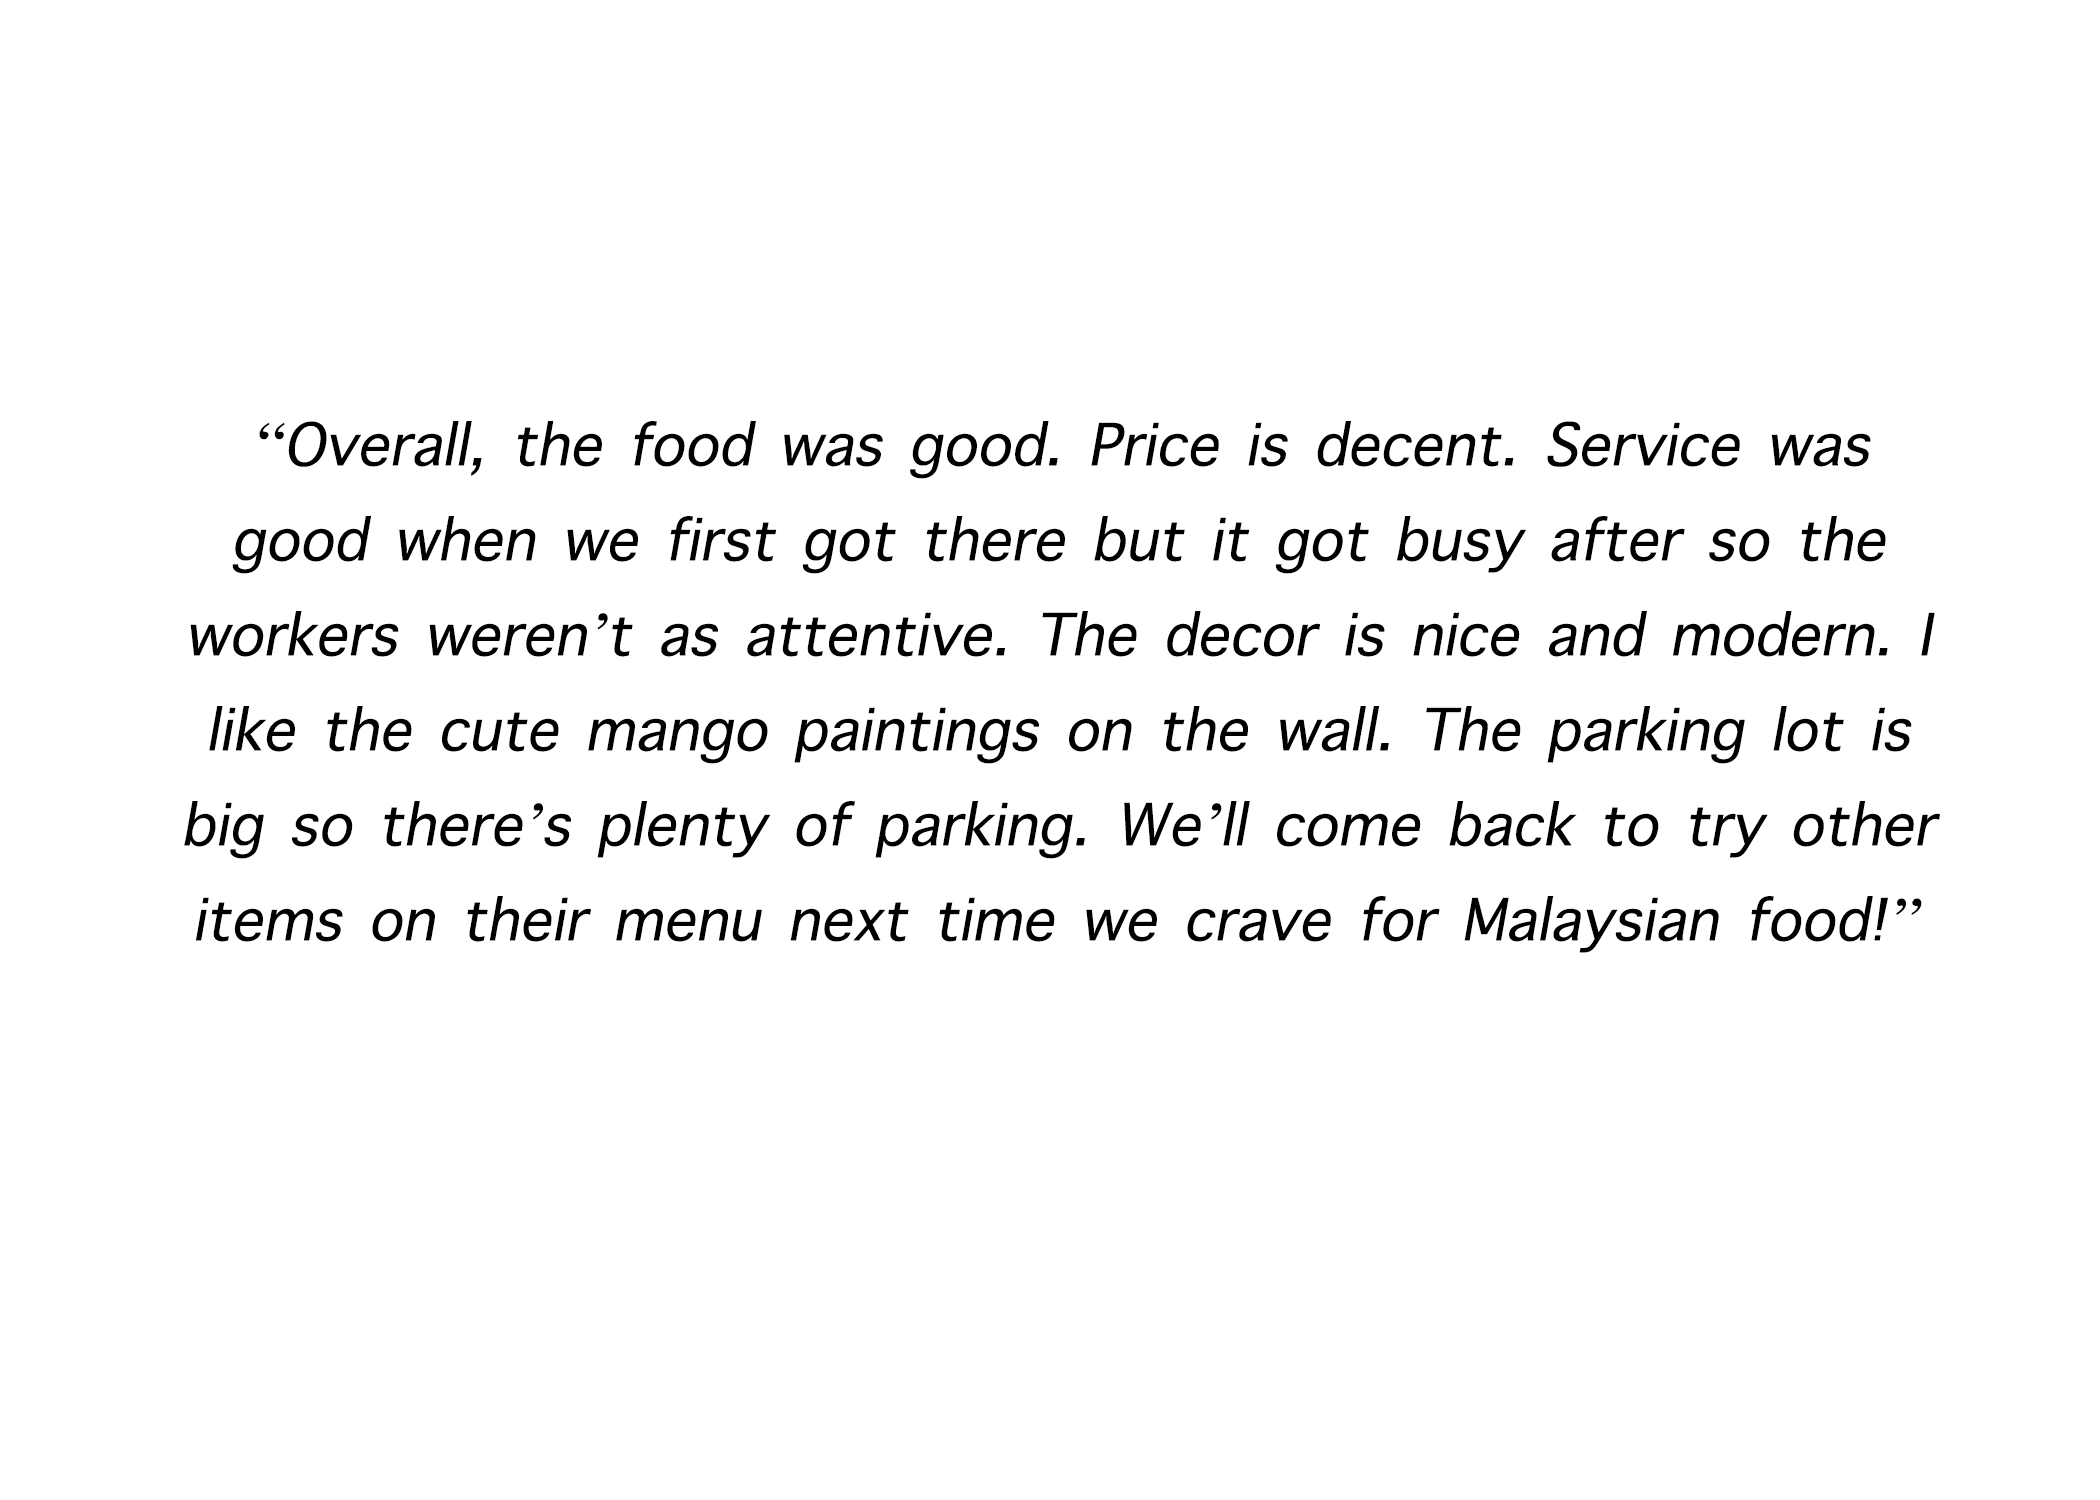 “Overall, the food was good. Price is decent. Service was
good when we first got there but it got busy after so the
workers weren’t as attentive. The decor is nice and modern. I
like the cute mango paintings on the wall. The parking lot is
big so there’s plenty of parking. We’ll come back to try other
items on their menu next time we crave for Malaysian food!”